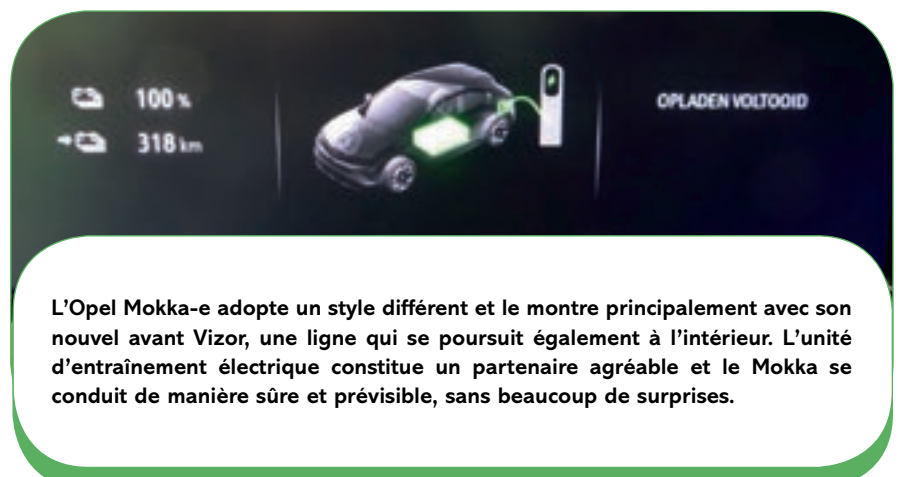 100 %
318 km
OPLADEN VOLTOOID
L’Opel Mokka-e adopte un style différent et le montre principalement avec son
nouvel avant Vizor, une ligne qui se poursuit également à l’intérieur. L’unité
d’entraînement électrique constitue un partenaire agréable et le Mokka se
conduit de manière sûre et prévisible, sans beaucoup de surprises.